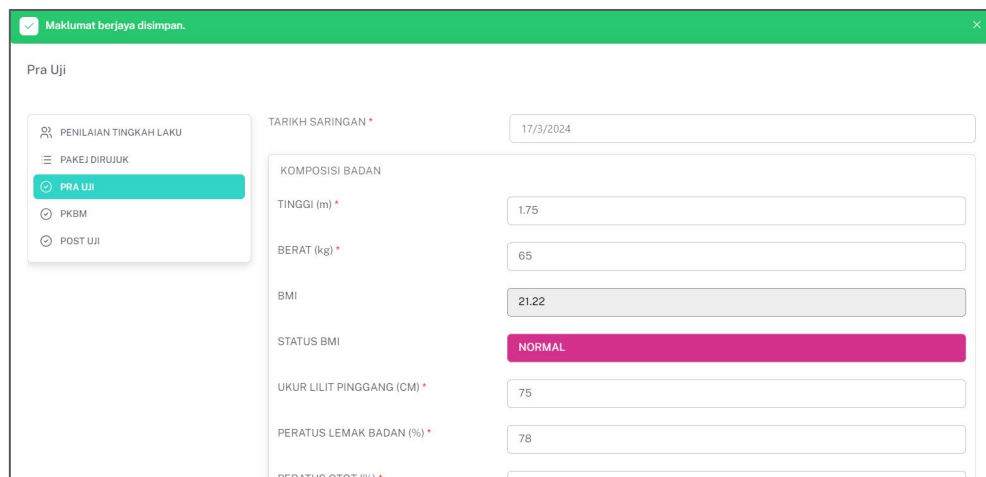 Maklumat berjaya disimpan.
Pra Uji
PENILAIAN TINGKAH LAKU
PAKEJ DIRUJUK
PRA UJI
PKBM
POST UJI
TARIKH SARINGAN *
17/3/2024
KOMPOSISI BADAN
TINGGI (m) *
1.75
BERAT (kg) *
65
BMI
21.22
STATUS BMI
NORMAL
UKUR LILIT PINGGANG (CM) *
75
PERATUS LEMAK BADAN (%) *
78